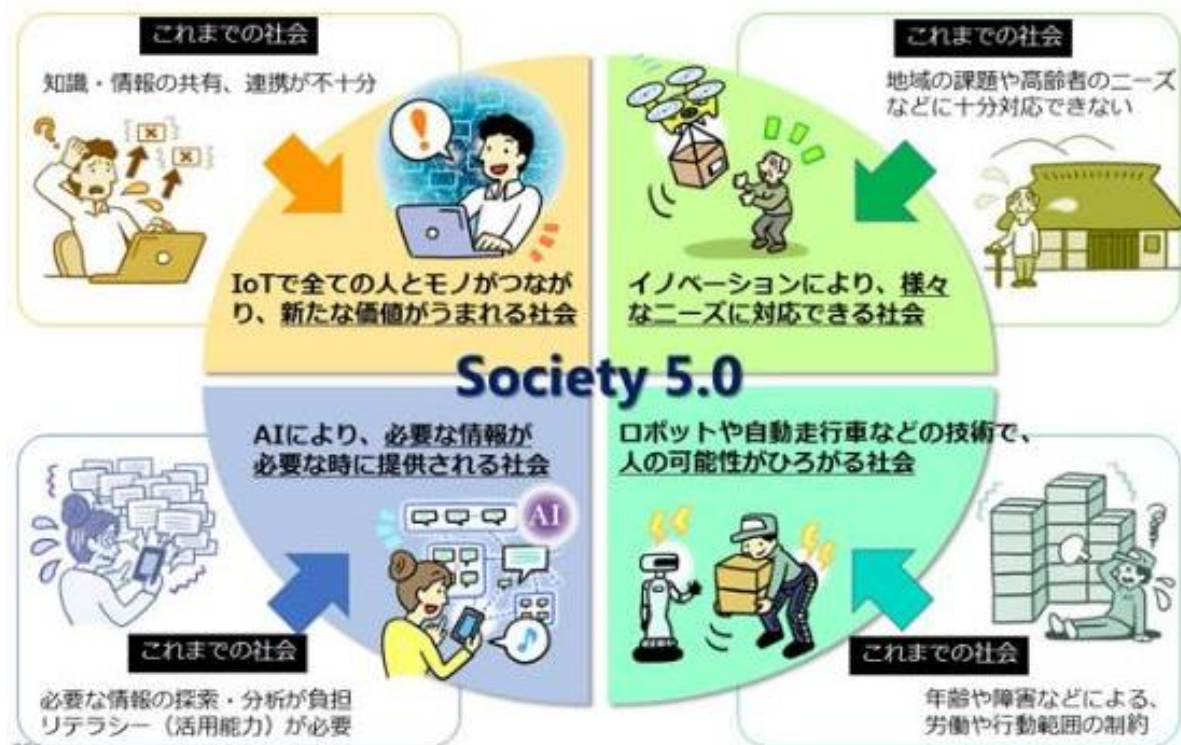 これまでの社会
知識・情報の共有、連携が不十分
IoTで全ての人とモノがつなが
り、新たな価値がうまれる社会
これまでの社会
地域の課題や高齢者のニーズ
などに十分対応できない
イノベーションにより、様々
なニーズに対応できる社会
Society 5.0
AIにより、必要な情報が
必要な時に提供される社会
AI
これまでの社会
必要な情報の探索・分析が負担
リテラシー（活用能力）が必要
ロボットや自動走行車などの技術で、
人の可能性がひろがる社会
これまでの社会
年齢や障害などによる、
労働や行動範囲の制約